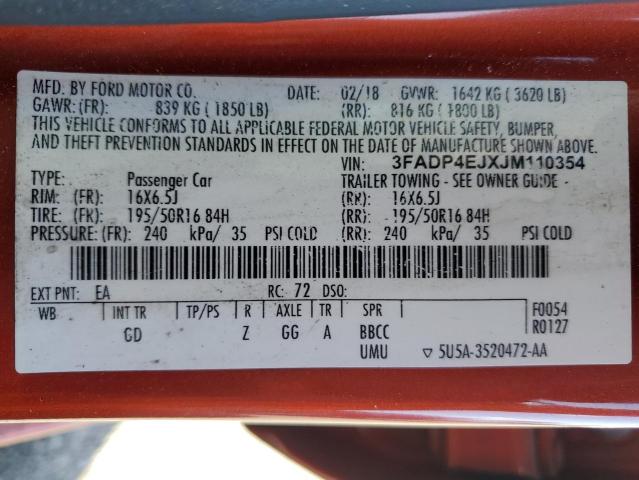 MFD. BY FORD MOTOR CO. DATE: 02/18 GVWR: 1642 KG ( 3620 LB)
GAWR: (FR): 839 KG ( 1850 LB) (RR): 816 KG ( 1800 LB)
THIS VEHICLE CONFORMS TO ALL APPLICABLE FEDERAL MOTOR VEHICLE SAFETY, BUMPER,
AND THEFT PREVENTION STANDARDS IN EFFECT ON THE DATE OF MANUFACTURE SHOWN ABOVE.
VIN: 3FADP4EJXJM110354
TYPE: Passenger Car TRAILER TOWING - SEE OWNER GUIDE -
RIM: (FR): 16X6.5J (RR): 16X6.5J
TIRE: (FR): 195/50R16 84H (RR): 195/50R16 84H
PRESSURE: (FR): 240 kPa/ 35 PSI COLD (RR): 240 kPa/ 35 PSI COLD
EXT PNT: EA RC: 72 DSO:
WB INT TR TP/PS R AXLE TR SPR F0054
GD Z GG A BBCC R0127
UMU ▽ 5U5A-3520472-AA